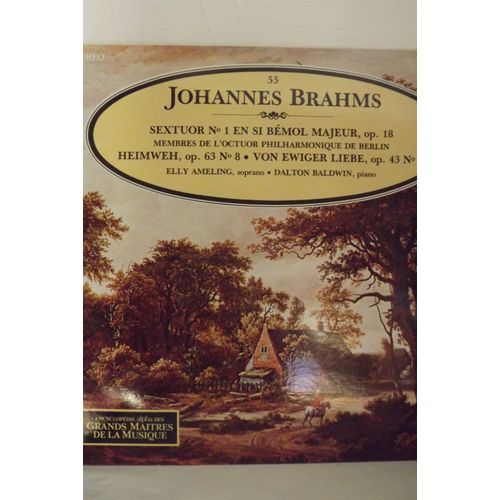 55
JOHANNES BRAHMS
SEXTUOR Nº 1 EN SI BÉMOL MAJEUR, op. 18
MEMBRES DE L'OCTUOR PHILHARMONIQUE DE BERLIN
HEIMWEH, op. 63 Nº 8 • VON EWIGER LIEBE, op. 43 Nº
ELLY AMELING, soprano • DALTON BALDWIN, piano
ENCYCLOPÉDIE alpha DES
GRANDS MAITRES
DE LA MUSIQUE